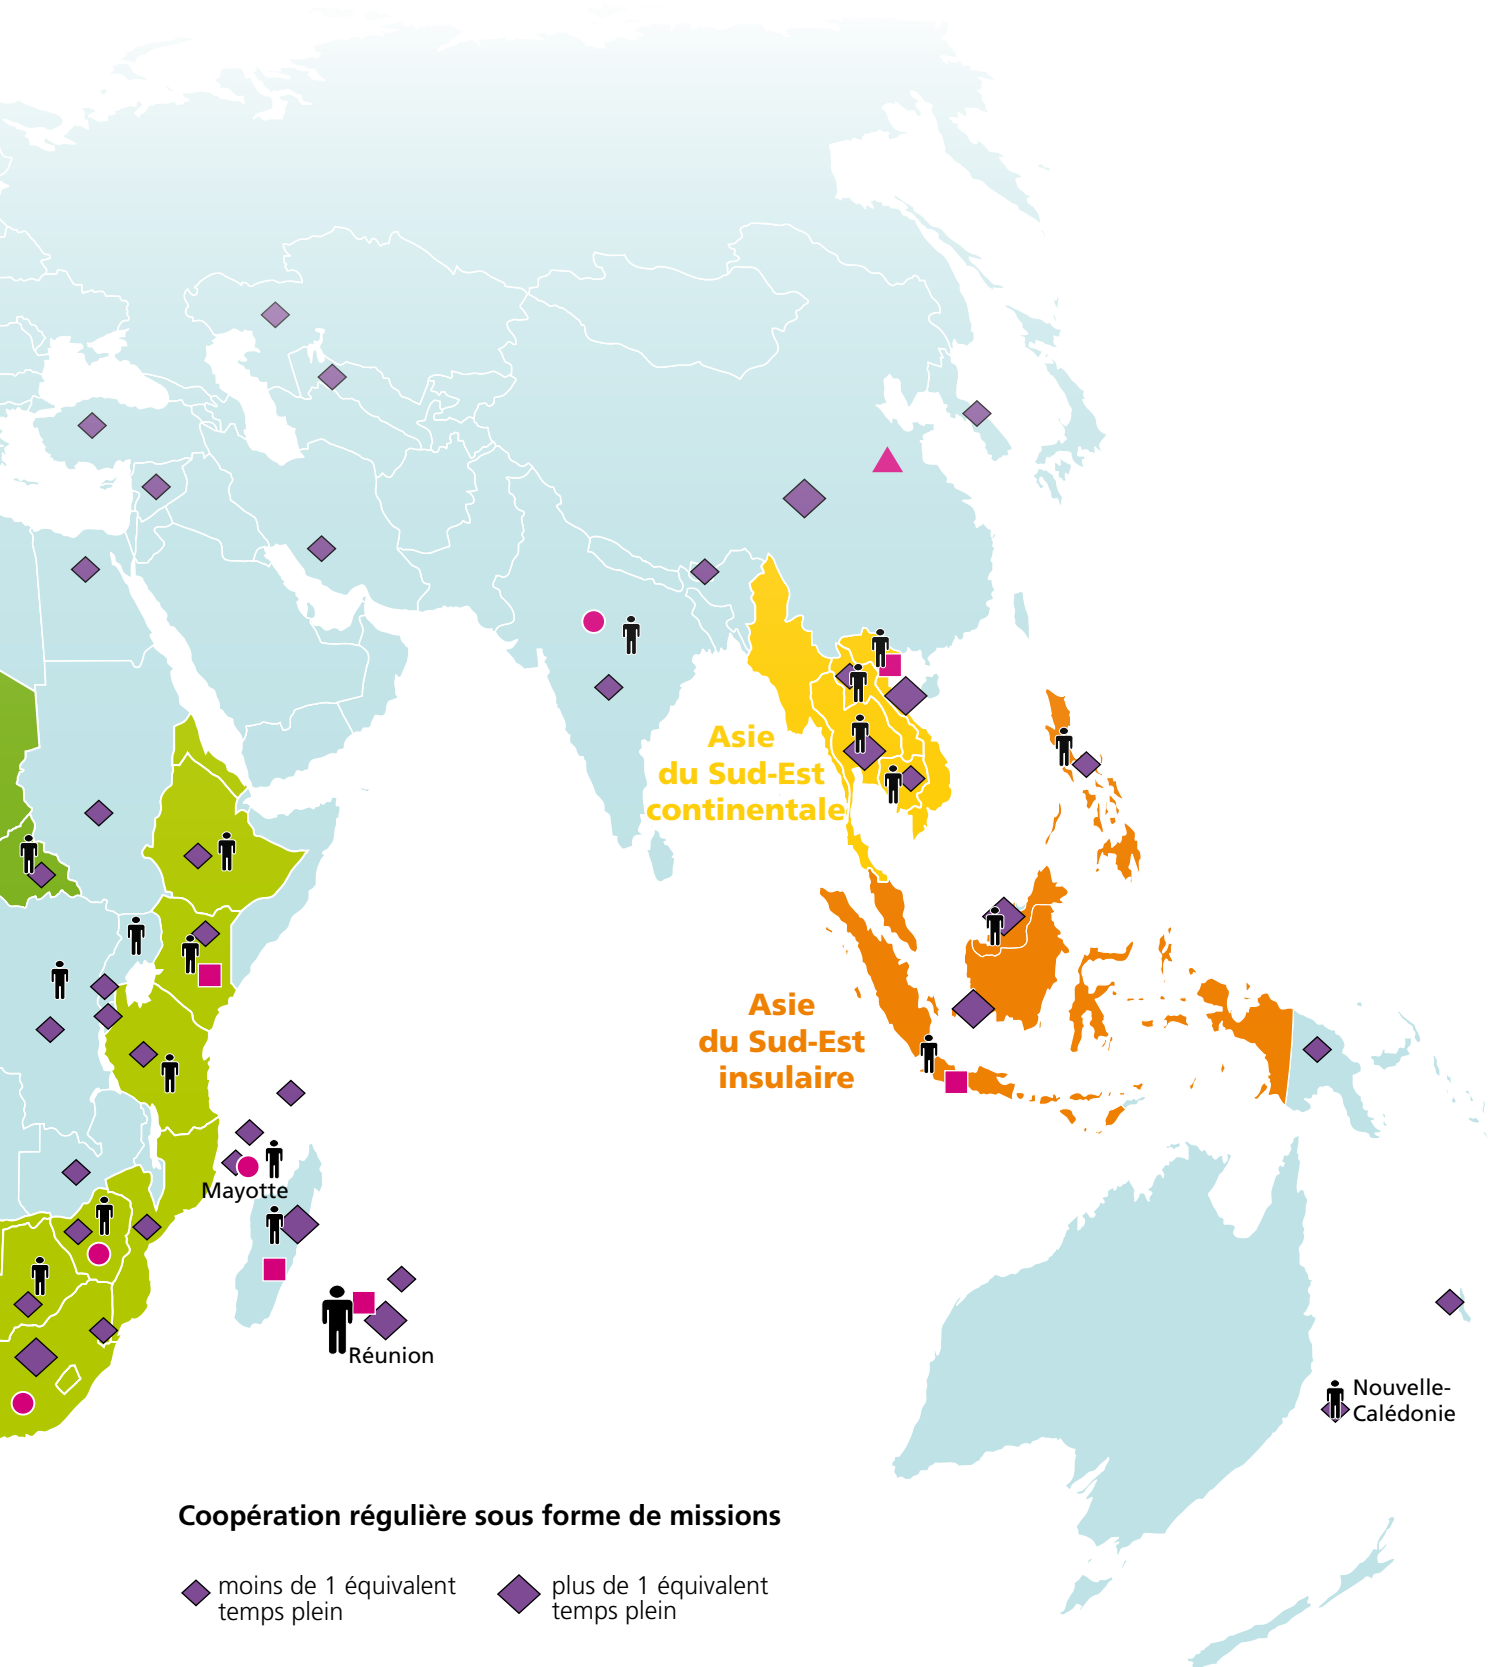 Asie
du Sud-Est
continentale
Asie
du Sud-Est
insulaire
Mayotte
Réunion
Nouvelle-
Calédonie
Coopération régulière sous forme de missions
moins de 1 équivalent
temps plein
plus de 1 équivalent
temps plein